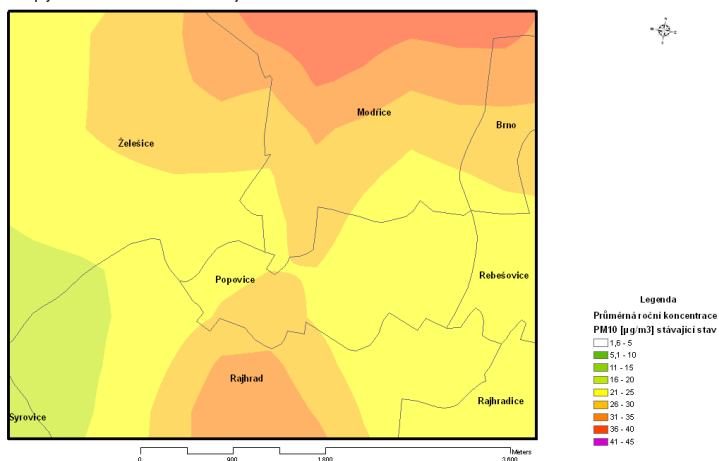 Modřice
Brno
Želešice
Popovice
Rebešovice
Rajhrad
Rajhradice
Syrovice
Legenda
Průměrná roční koncentrace
PM10 [µg/m3] stávající stav
1,6 - 5
5,1 - 10
11 - 15
16 - 20
21 - 25
26 - 30
31 - 35
36 - 40
41 - 45
Meters
0 900 1 800 3 600